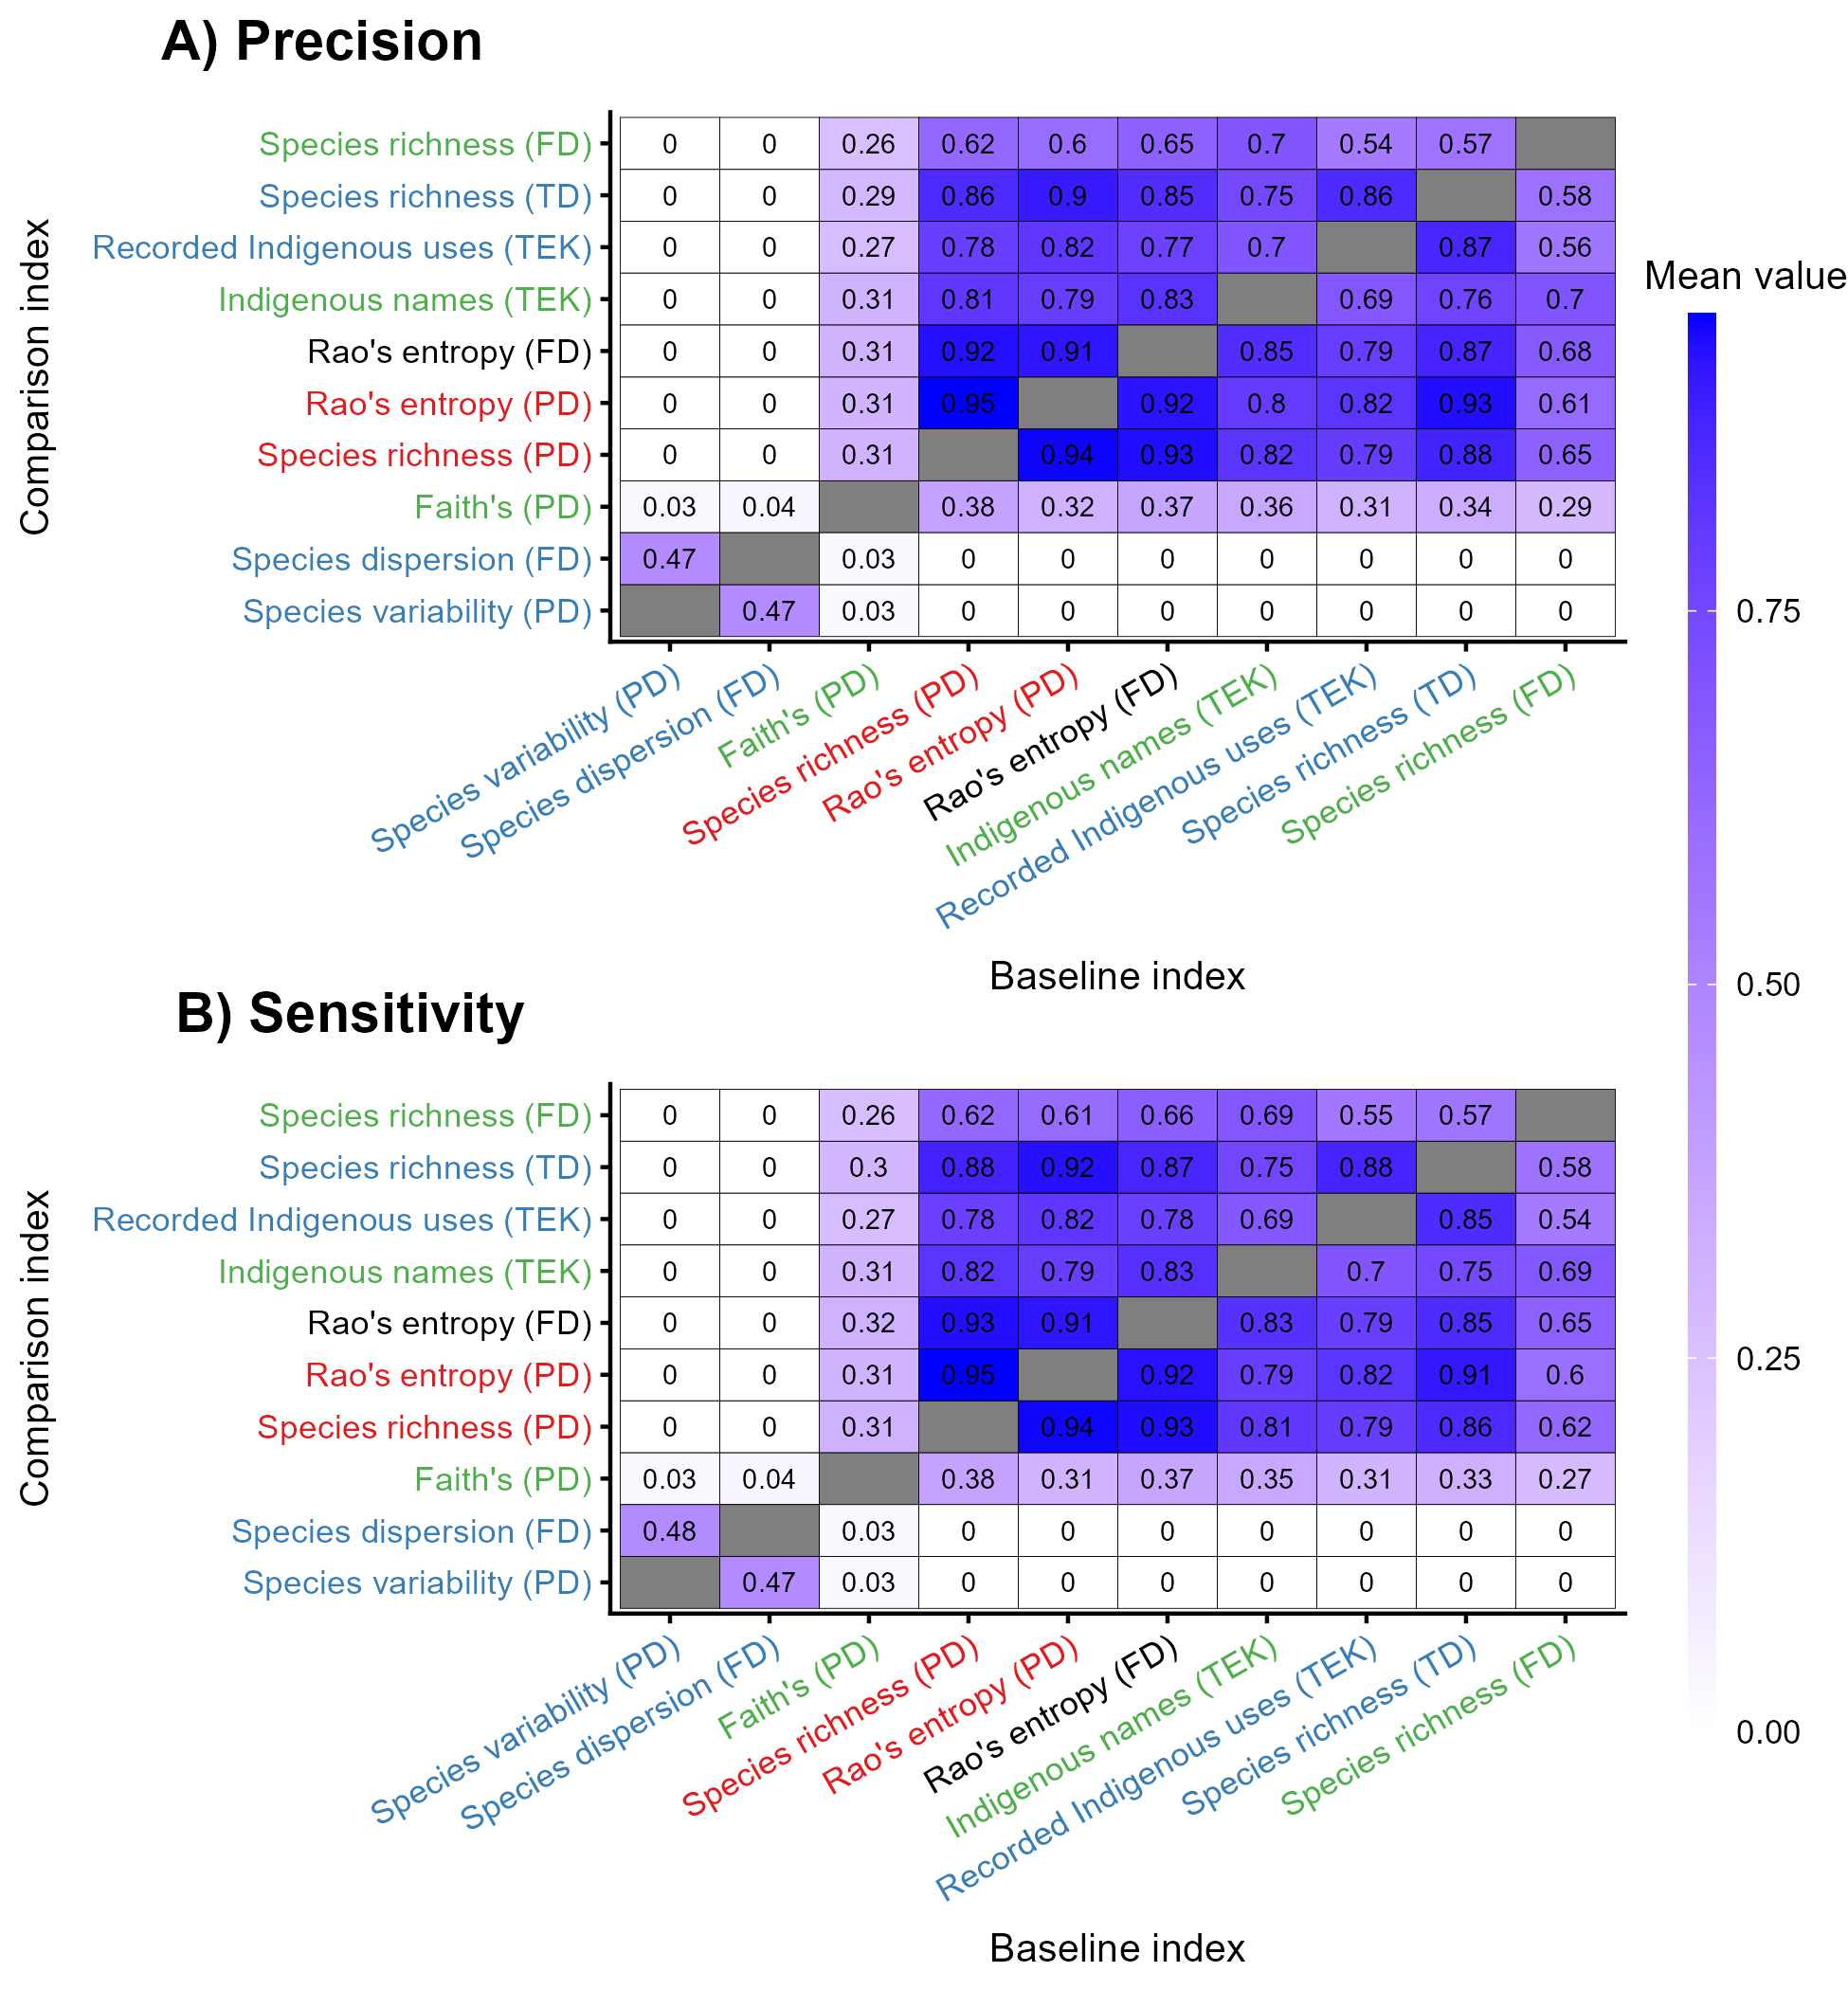 A) Precision
Comparison index
Species richness (FD) 0 0 0.26 0.62 0.6 0.65 0.7 0.54 0.57
Species richness (TD) 0 0 0.29 0.86 0.9 0.85 0.75 0.86 0.58
Recorded Indigenous uses (TEK) 0 0 0.27 0.78 0.82 0.77 0.7 0.87 0.56
Indigenous names (TEK) 0 0 0.31 0.81 0.79 0.83 0.69 0.76 0.7
Rao's entropy (FD) 0 0 0.31 0.92 0.91 0.85 0.79 0.87 0.68
Rao's entropy (PD) 0 0 0.31 0.95 0.92 0.8 0.82 0.93 0.61
Species richness (PD) 0 0 0.31 0.94 0.93 0.82 0.79 0.88 0.65
Faith's (PD) 0.03 0.04 0.38 0.32 0.37 0.36 0.31 0.34 0.29
Species dispersion (FD) 0.47 0.03 0 0 0 0 0 0 0
Species variability (PD) 0.47 0.03 0 0 0 0 0 0 0
Species variability (PD)
Species dispersion (FD)
Faith's (PD)
Species richness (PD)
Rao's entropy (PD)
Rao's entropy (FD)
Indigenous names (TEK)
Recorded Indigenous uses (TEK)
Species richness (TD)
Species richness (FD)
Baseline index
Mean value
0.75
0.50
0.25
0.00
B) Sensitivity
Comparison index
Species richness (FD) 0 0 0.26 0.62 0.61 0.66 0.69 0.55 0.57
Species richness (TD) 0 0 0.3 0.88 0.92 0.87 0.75 0.88 0.58
Recorded Indigenous uses (TEK) 0 0 0.27 0.78 0.82 0.78 0.69 0.85 0.54
Indigenous names (TEK) 0 0 0.31 0.82 0.79 0.83 0.7 0.75 0.69
Rao's entropy (FD) 0 0 0.32 0.93 0.91 0.83 0.79 0.85 0.65
Rao's entropy (PD) 0 0 0.31 0.95 0.92 0.79 0.82 0.91 0.6
Species richness (PD) 0 0 0.31 0.94 0.93 0.81 0.79 0.86 0.62
Faith's (PD) 0.03 0.04 0.38 0.31 0.37 0.35 0.31 0.33 0.27
Species dispersion (FD) 0.48 0.03 0 0 0 0 0 0 0
Species variability (PD) 0.47 0.03 0 0 0 0 0 0 0
Species variability (PD)
Species dispersion (FD)
Faith's (PD)
Species richness (PD)
Rao's entropy (PD)
Rao's entropy (FD)
Indigenous names (TEK)
Recorded Indigenous uses (TEK)
Species richness (TD)
Species richness (FD)
Baseline index